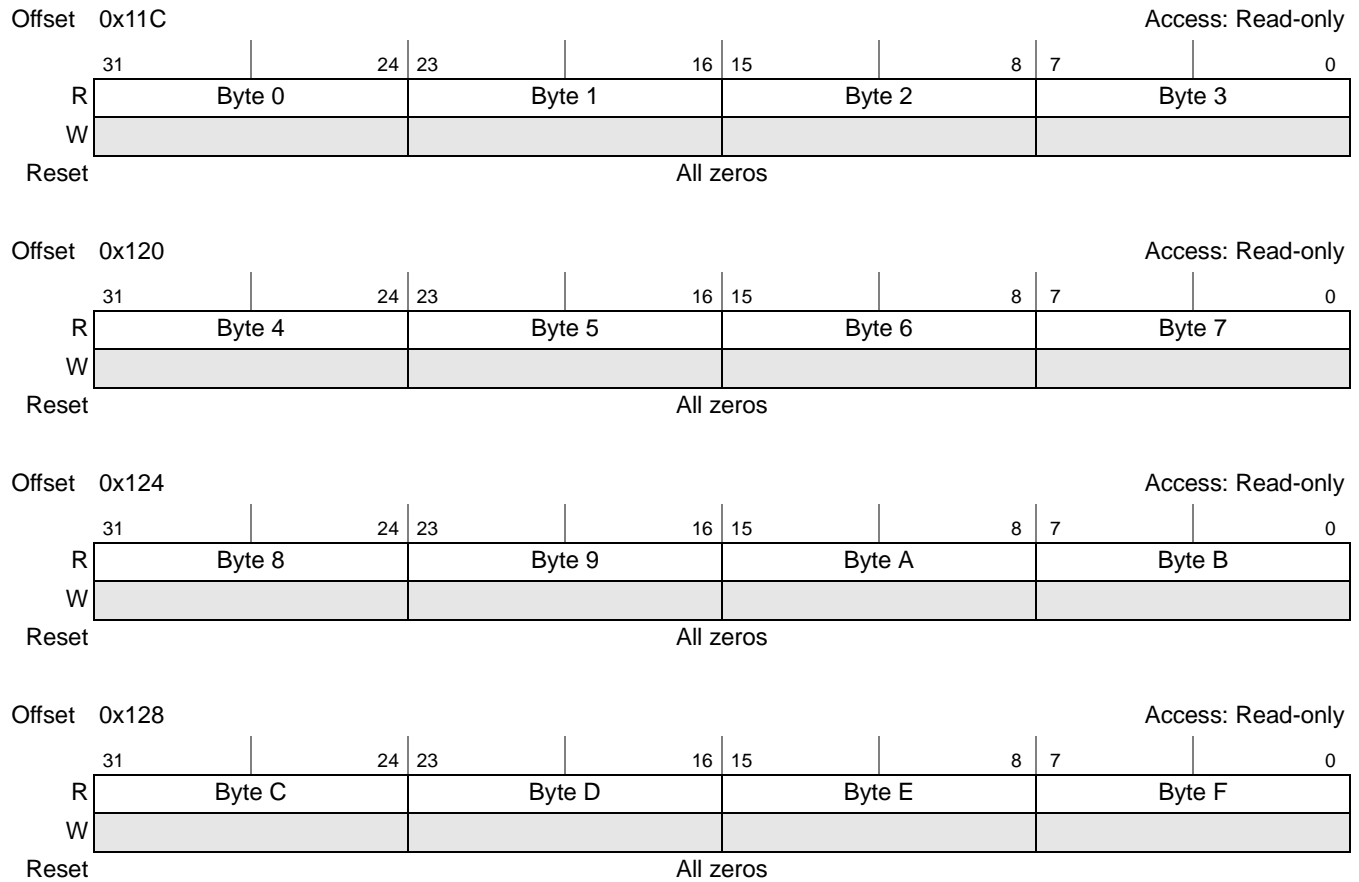 Offset 0x11C Access: Read-only
31 24 23 16 15 8 7 0
R Byte 0 Byte 1 Byte 2 Byte 3
W
Reset All zeros
Offset 0x120 Access: Read-only
31 24 23 16 15 8 7 0
R Byte 4 Byte 5 Byte 6 Byte 7
W
Reset All zeros
Offset 0x124 Access: Read-only
31 24 23 16 15 8 7 0
R Byte 8 Byte 9 Byte A Byte B
W
Reset All zeros
Offset 0x128 Access: Read-only
31 24 23 16 15 8 7 0
R Byte C Byte D Byte E Byte F
W
Reset All zeros